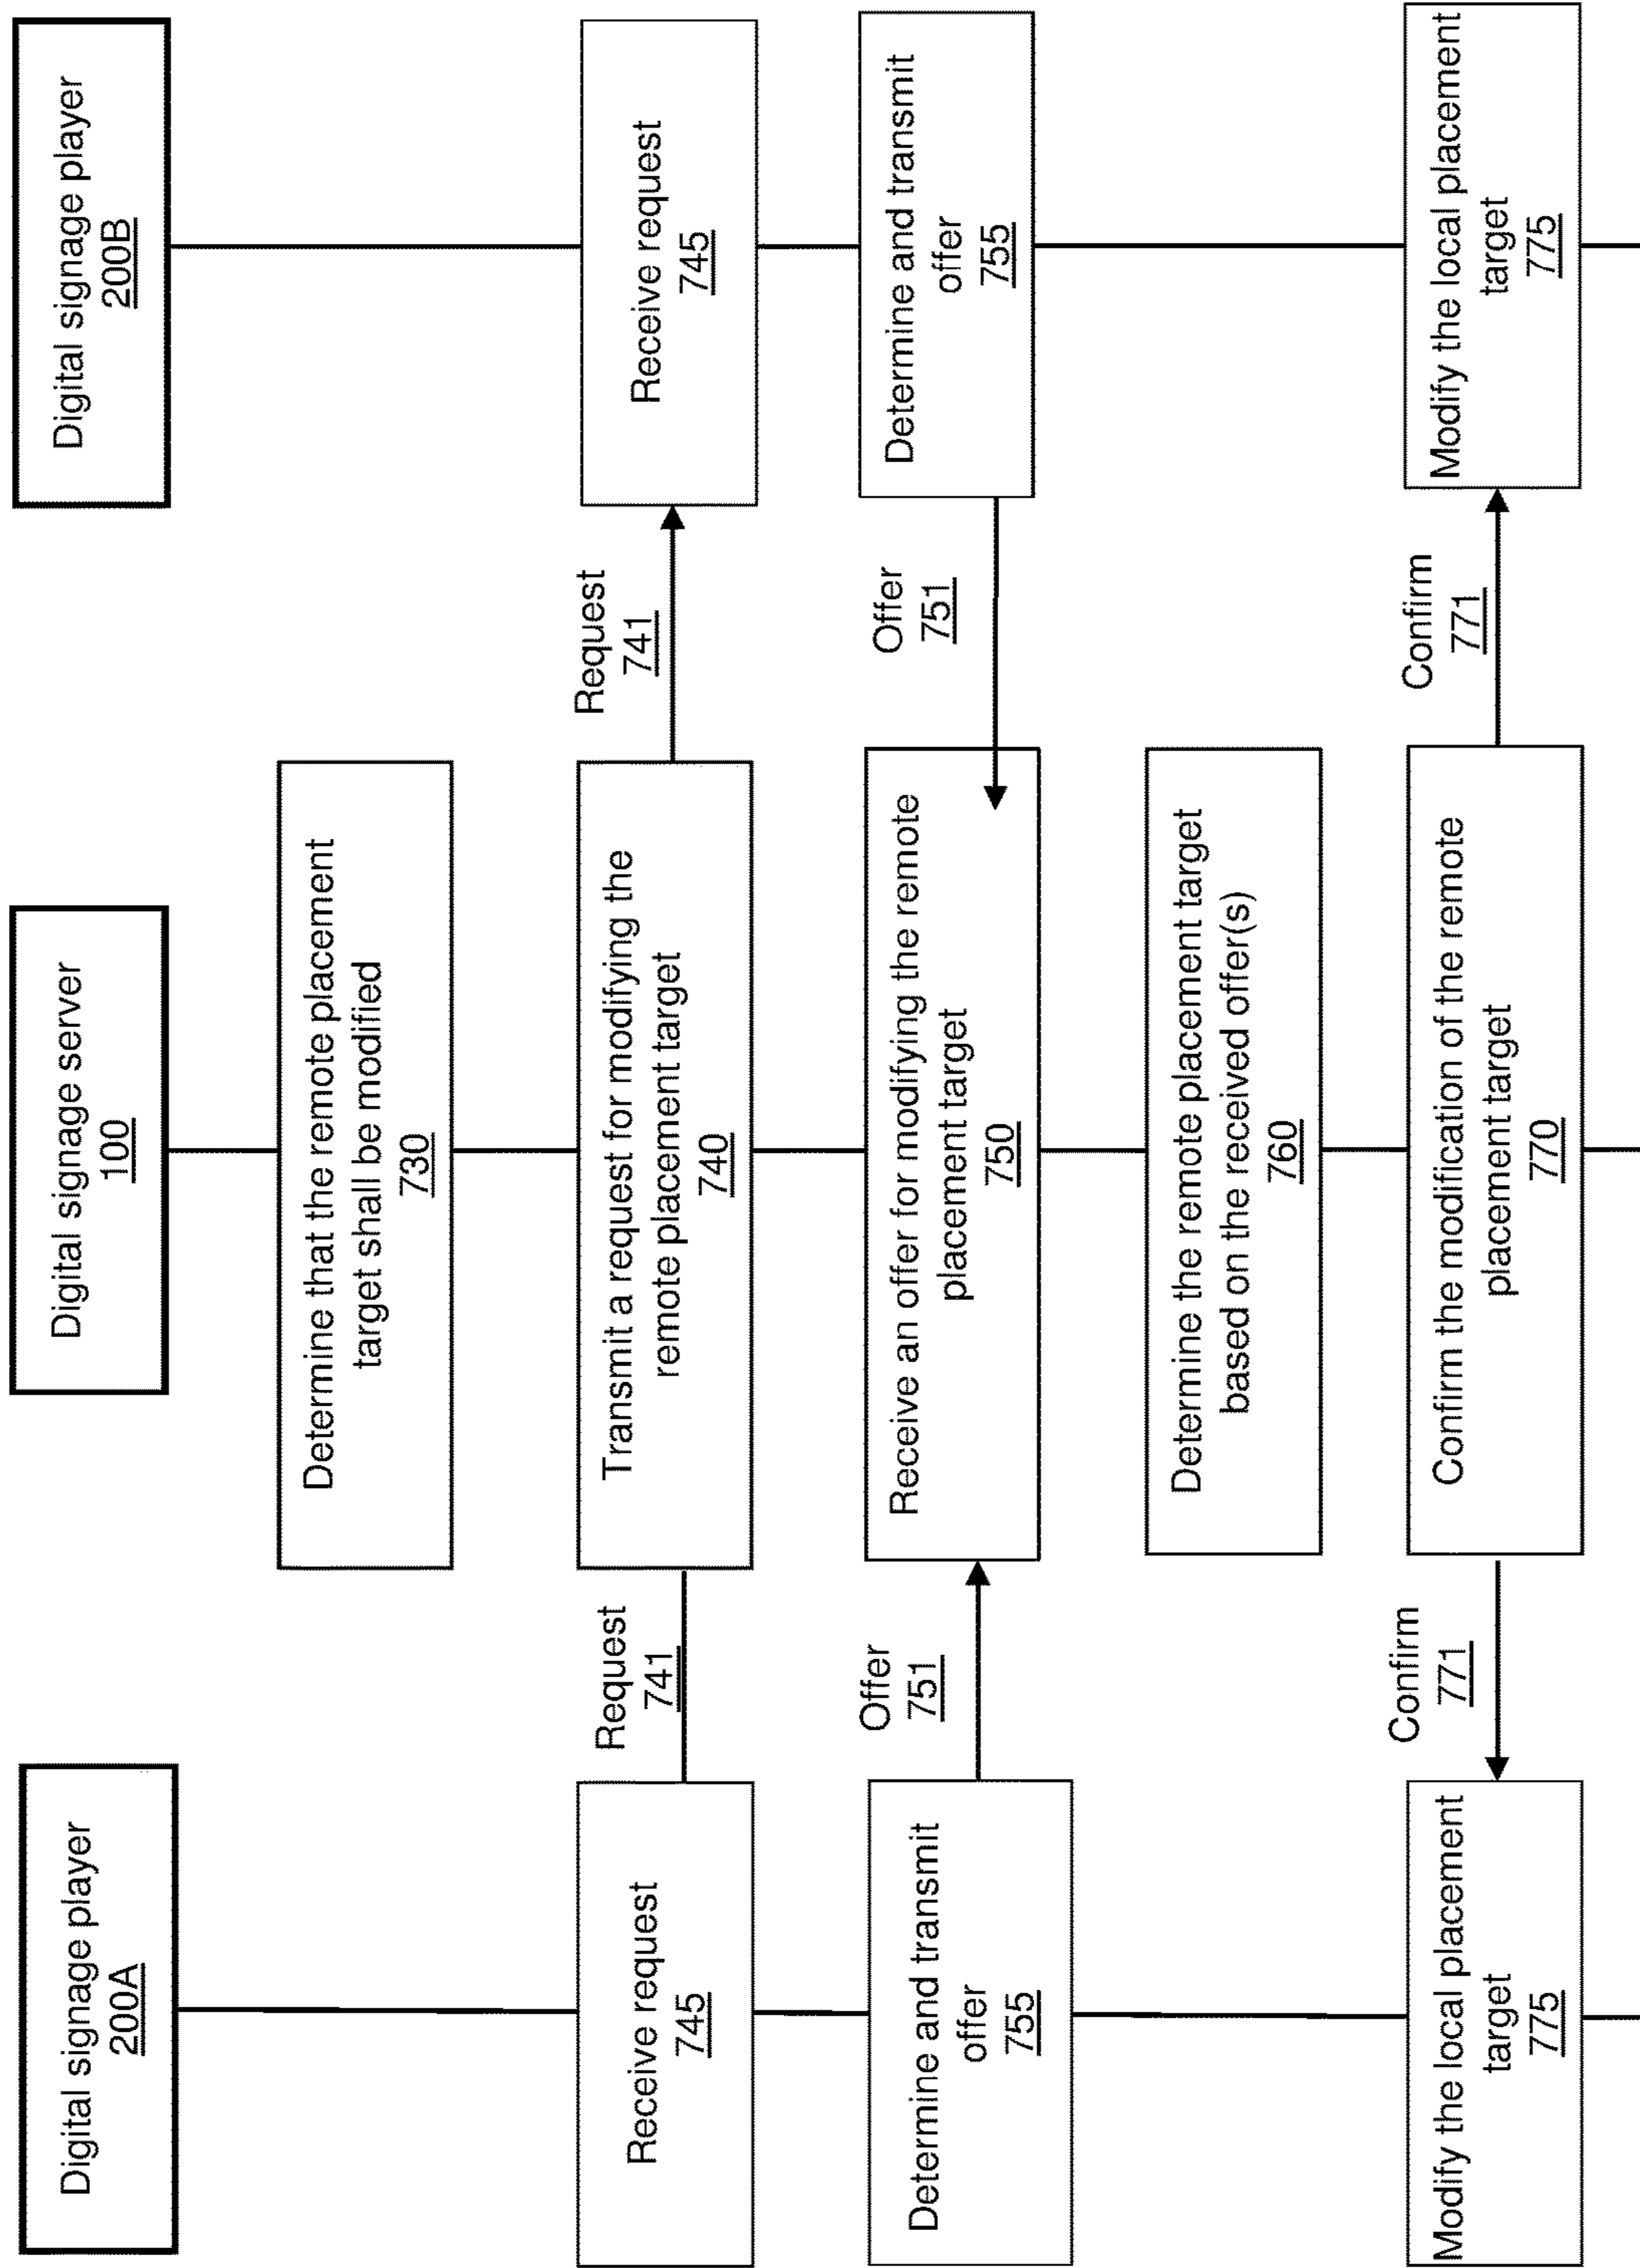 Digital signage player
200A
Digital signage server
100
Digital signage player
200B
Determine that the remote placement
target shall be modified
730
Receive request
745
Request
741
Transmit a request for modifying the
remote placement target
740
Request
741
Receive request
745
Determine and transmit
offer
755
Offer
751
Receive an offer for modifying the remote
placement target
750
Offer
751
Determine and transmit
offer
755
Determine the remote placement target
based on the received offer(s)
760
Modify the local placement
target
775
Confirm
771
Confirm the modification of the remote
placement target
770
Confirm
771
Modify the local placement
target
775